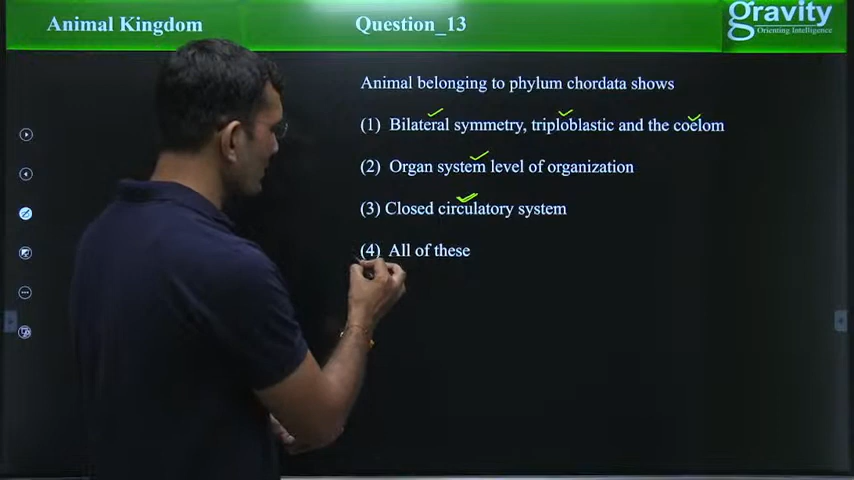 Animal Kingdom
Question_13
gravity
Orienting Intelligence
Animal belonging to phylum chordata shows
(1) Bilateral symmetry, triploblastic and the coelom
(2) Organ system level of organization
(3) Closed circulatory system
(4) All of these